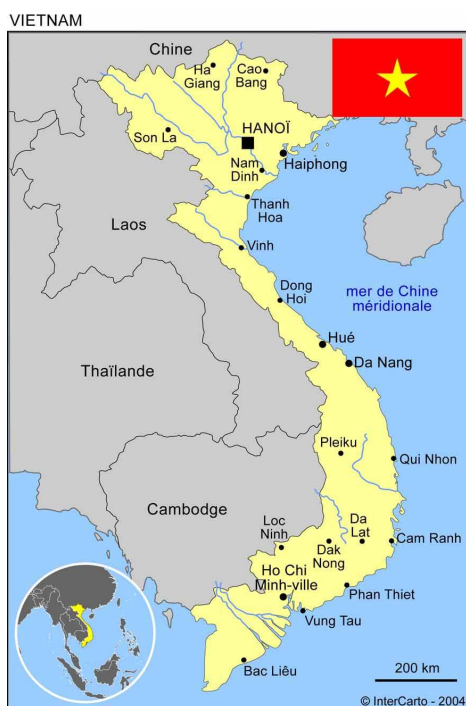 VIETNAM
Chine
Ha
Giang
Cao
Bang
Son La
HANOÏ
Nam
Dinh
Haiphong
Laos
Thanh
Hoa
Vinh
Dong
Hoi
mer de Chine
méridionale
Hué
Da Nang
Thaïlande
Pleiku
Qui Nhon
Cambodge
Loc
Ninh
Da
Lat
Dak
Nong
Cam Ranh
Ho Chi
Minh-ville
Phan Thiet
Vung Tau
Bac Liêu
200 km
© InterCarto - 2004